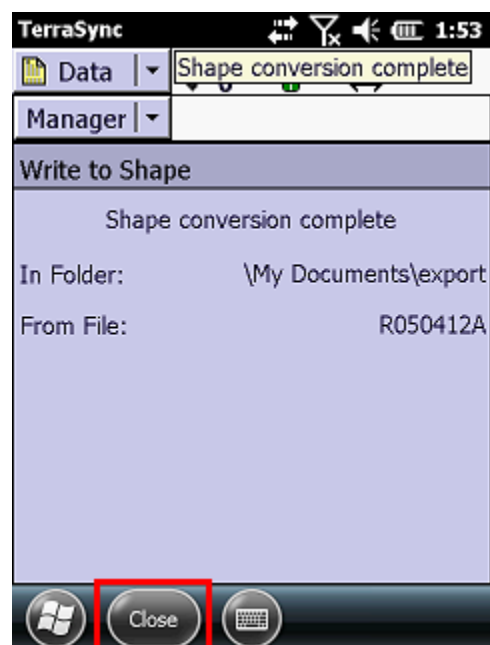 TerraSync 1:53
Data Shape conversion complete
Manager
Write to Shape
Shape conversion complete
In Folder: \My Documents\export
From File: R050412A
Close